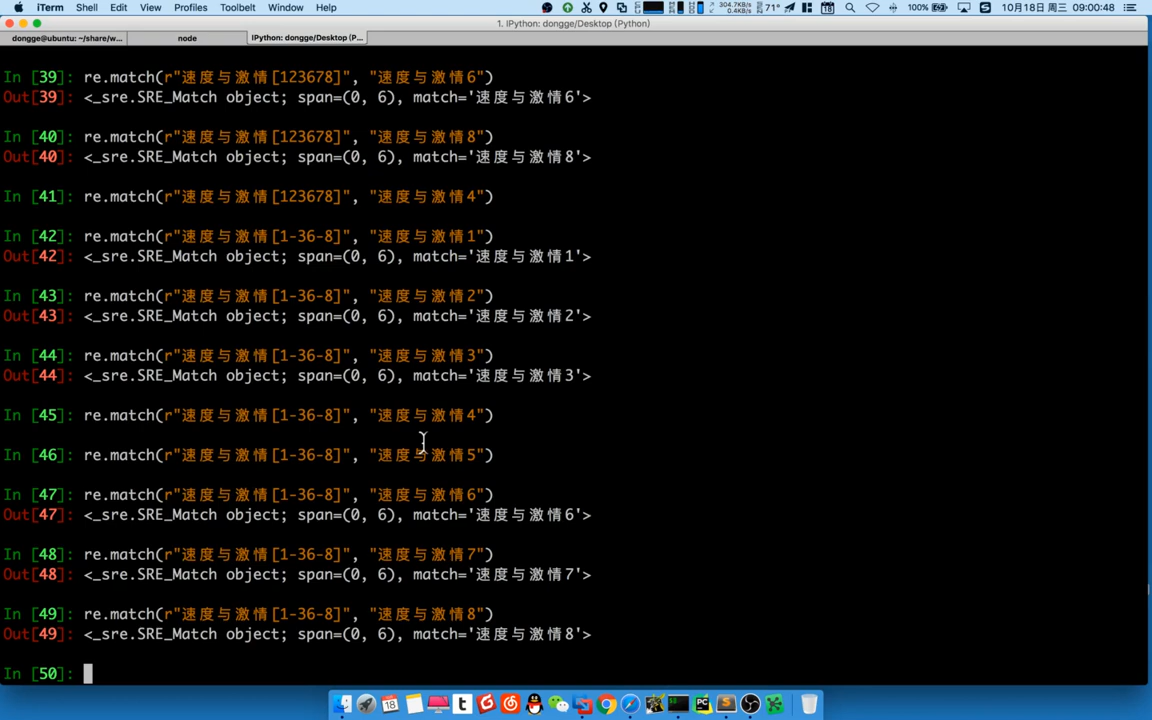 iTerm Shell Edit View Profiles Toolbelt Window Help 304.7KB/s 0.4KB/s 71° 18 100% 10月18日 周三 09:00:48
1. IPython: dongge/Desktop (Python)
dongge@ubuntu: ~/share/w... node IPython: dongge/Desktop (P...
In [39]: re.match(r"速度与激情[123678]", "速度与激情6")
Out[39]: <_sre.SRE_Match object; span=(0, 6), match='速度与激情6'>
In [40]: re.match(r"速度与激情[123678]", "速度与激情8")
Out[40]: <_sre.SRE_Match object; span=(0, 6), match='速度与激情8'>
In [41]: re.match(r"速度与激情[123678]", "速度与激情4")
In [42]: re.match(r"速度与激情[1-36-8]", "速度与激情1")
Out[42]: <_sre.SRE_Match object; span=(0, 6), match='速度与激情1'>
In [43]: re.match(r"速度与激情[1-36-8]", "速度与激情2")
Out[43]: <_sre.SRE_Match object; span=(0, 6), match='速度与激情2'>
In [44]: re.match(r"速度与激情[1-36-8]", "速度与激情3")
Out[44]: <_sre.SRE_Match object; span=(0, 6), match='速度与激情3'>
In [45]: re.match(r"速度与激情[1-36-8]", "速度与激情4")
In [46]: re.match(r"速度与激情[1-36-8]", "速度与激情5")
In [47]: re.match(r"速度与激情[1-36-8]", "速度与激情6")
Out[47]: <_sre.SRE_Match object; span=(0, 6), match='速度与激情6'>
In [48]: re.match(r"速度与激情[1-36-8]", "速度与激情7")
Out[48]: <_sre.SRE_Match object; span=(0, 6), match='速度与激情7'>
In [49]: re.match(r"速度与激情[1-36-8]", "速度与激情8")
Out[49]: <_sre.SRE_Match object; span=(0, 6), match='速度与激情8'>
In [50]: